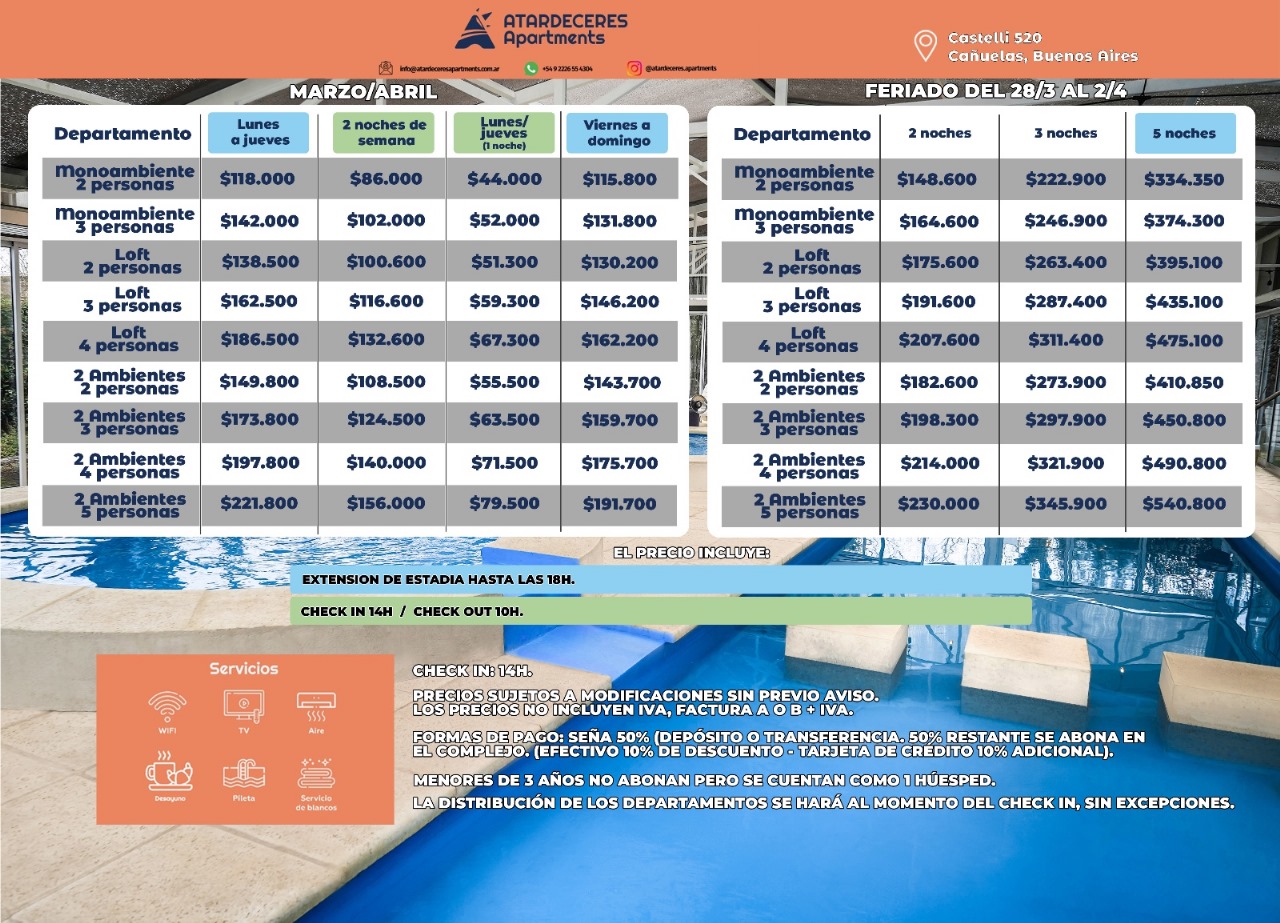 ATARDECERES
Apartments
info@atardeceresapartments.com.ar
+54 9 2226 55 4304
@atardeceres.apartments
Castelli 520
Cañuelas, Buenos Aires
MARZO/ABRIL
Departamento
Lunes
a jueves
2 noches de
semana
Lunes/
jueves
(1 noche)
Viernes a
domingo
Monoambiente
2 personas
$118.000
$86.000
$44.000
$115.800
Monoambiente
3 personas
$142.000
$102.000
$52.000
$131.800
Loft
2 personas
$138.500
$100.600
$51.300
$130.200
Loft
3 personas
$162.500
$116.600
$59.300
$146.200
Loft
4 personas
$186.500
$132.600
$67.300
$162.200
2 Ambientes
2 personas
$149.800
$108.500
$55.500
$143.700
2 Ambientes
3 personas
$173.800
$124.500
$63.500
$159.700
2 Ambientes
4 personas
$197.800
$140.000
$71.500
$175.700
2 Ambientes
5 personas
$221.800
$156.000
$79.500
$191.700
FERIADO DEL 28/3 AL 2/4
Departamento
2 noches
3 noches
5 noches
Monoambiente
2 personas
$148.600
$222.900
$334.350
Monoambiente
3 personas
$164.600
$246.900
$374.300
Loft
2 personas
$175.600
$263.400
$395.100
Loft
3 personas
$191.600
$287.400
$435.100
Loft
4 personas
$207.600
$311.400
$475.100
2 Ambientes
2 personas
$182.600
$273.900
$410.850
2 Ambientes
3 personas
$198.300
$297.900
$450.800
2 Ambientes
4 personas
$214.000
$321.900
$490.800
2 Ambientes
5 personas
$230.000
$345.900
$540.800
EL PRECIO INCLUYE:
EXTENSION DE ESTADIA HASTA LAS 18H.
CHECK IN 14H / CHECK OUT 10H.
Servicios
WIFI
TV
Aire
Desayuno
Pileta
Servicio
de blancos
CHECK IN: 14H.
PRECIOS SUJETOS A MODIFICACIONES SIN PREVIO AVISO.
LOS PRECIOS NO INCLUYEN IVA, FACTURA A O B + IVA.
FORMAS DE PAGO: SEÑA 50% (DEPÓSITO O TRANSFERENCIA. 50% RESTANTE SE ABONA EN
EL COMPLEJO. (EFECTIVO 10% DE DESCUENTO - TARJETA DE CRÉDITO 10% ADICIONAL).
MENORES DE 3 AÑOS NO ABONAN PERO SE CUENTAN COMO 1 HÚESPED.
LA DISTRIBUCIÓN DE LOS DEPARTAMENTOS SE HARÁ AL MOMENTO DEL CHECK IN, SIN EXCEPCIONES.